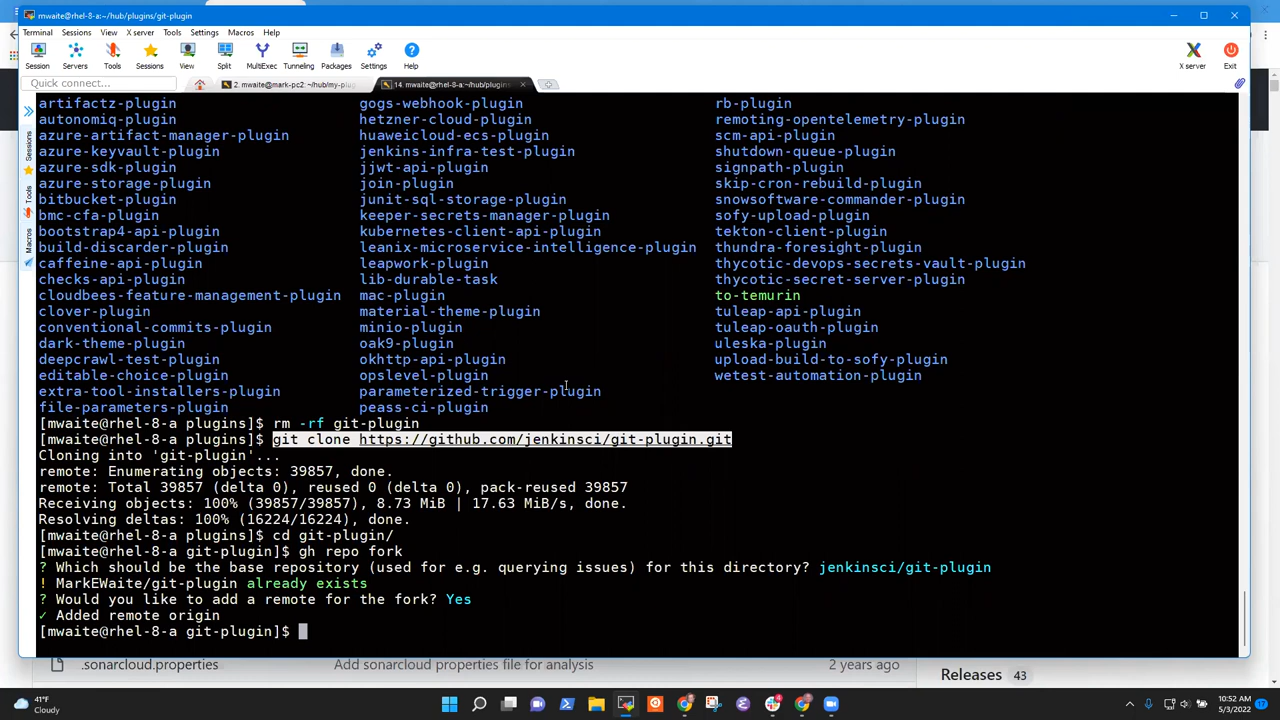 mwaite@rhel-8-a:~/hub/plugins/git-plugin
Terminal Sessions View X server Tools Settings Macros Help
Session Servers Tools Sessions View Split MultiExec Tunneling Packages Settings Help X server Exit
Quick connect...
2. mwaite@mark-pc2: ~/hub/my-plug
14. mwaite@rhel-8-a: ~/hub/plugins
Sessions
Tools
Macros
artifactz-plugin gogs-webhook-plugin rb-plugin
autonomiq-plugin hetzner-cloud-plugin remoting-opentelemetry-plugin
azure-artifact-manager-plugin huaweicloud-ecs-plugin scm-api-plugin
azure-keyvault-plugin jenkins-infra-test-plugin shutdown-queue-plugin
azure-sdk-plugin jjwt-api-plugin signpath-plugin
azure-storage-plugin join-plugin skip-cron-rebuild-plugin
bitbucket-plugin junit-sql-storage-plugin snowsoftware-commander-plugin
bmc-cfa-plugin keeper-secrets-manager-plugin sofy-upload-plugin
bootstrap4-api-plugin kubernetes-client-api-plugin tekton-client-plugin
build-discarder-plugin leanix-microservice-intelligence-plugin thundra-foresight-plugin
caffeine-api-plugin leapwork-plugin thycotic-devops-secrets-vault-plugin
checks-api-plugin lib-durable-task thycotic-secret-server-plugin
cloudbees-feature-management-plugin mac-plugin to-temurin
clover-plugin material-theme-plugin tuleap-api-plugin
conventional-commits-plugin minio-plugin tuleap-oauth-plugin
dark-theme-plugin oak9-plugin uleska-plugin
deepcrawl-test-plugin okhttp-api-plugin upload-build-to-sofy-plugin
editable-choice-plugin opslevel-plugin wetest-automation-plugin
extra-tool-installers-plugin parameterized-trigger-plugin
file-parameters-plugin peass-ci-plugin
[mwaite@rhel-8-a plugins]$ rm -rf git-plugin
[mwaite@rhel-8-a plugins]$ git clone https://github.com/jenkinsci/git-plugin.git
Cloning into 'git-plugin'...
remote: Enumerating objects: 39857, done.
remote: Total 39857 (delta 0), reused 0 (delta 0), pack-reused 39857
Receiving objects: 100% (39857/39857), 8.73 MiB | 17.63 MiB/s, done.
Resolving deltas: 100% (16224/16224), done.
[mwaite@rhel-8-a plugins]$ cd git-plugin/
[mwaite@rhel-8-a git-plugin]$ gh repo fork
? Which should be the base repository (used for e.g. querying issues) for this directory? jenkinsci/git-plugin
! MarkEWaite/git-plugin already exists
? Would you like to add a remote for the fork? Yes
✓ Added remote origin
[mwaite@rhel-8-a git-plugin]$
.sonarcloud.properties Add sonarcloud properties file for analysis 2 years ago
Releases 43
41°F
Cloudy
10:52 AM
5/3/2022